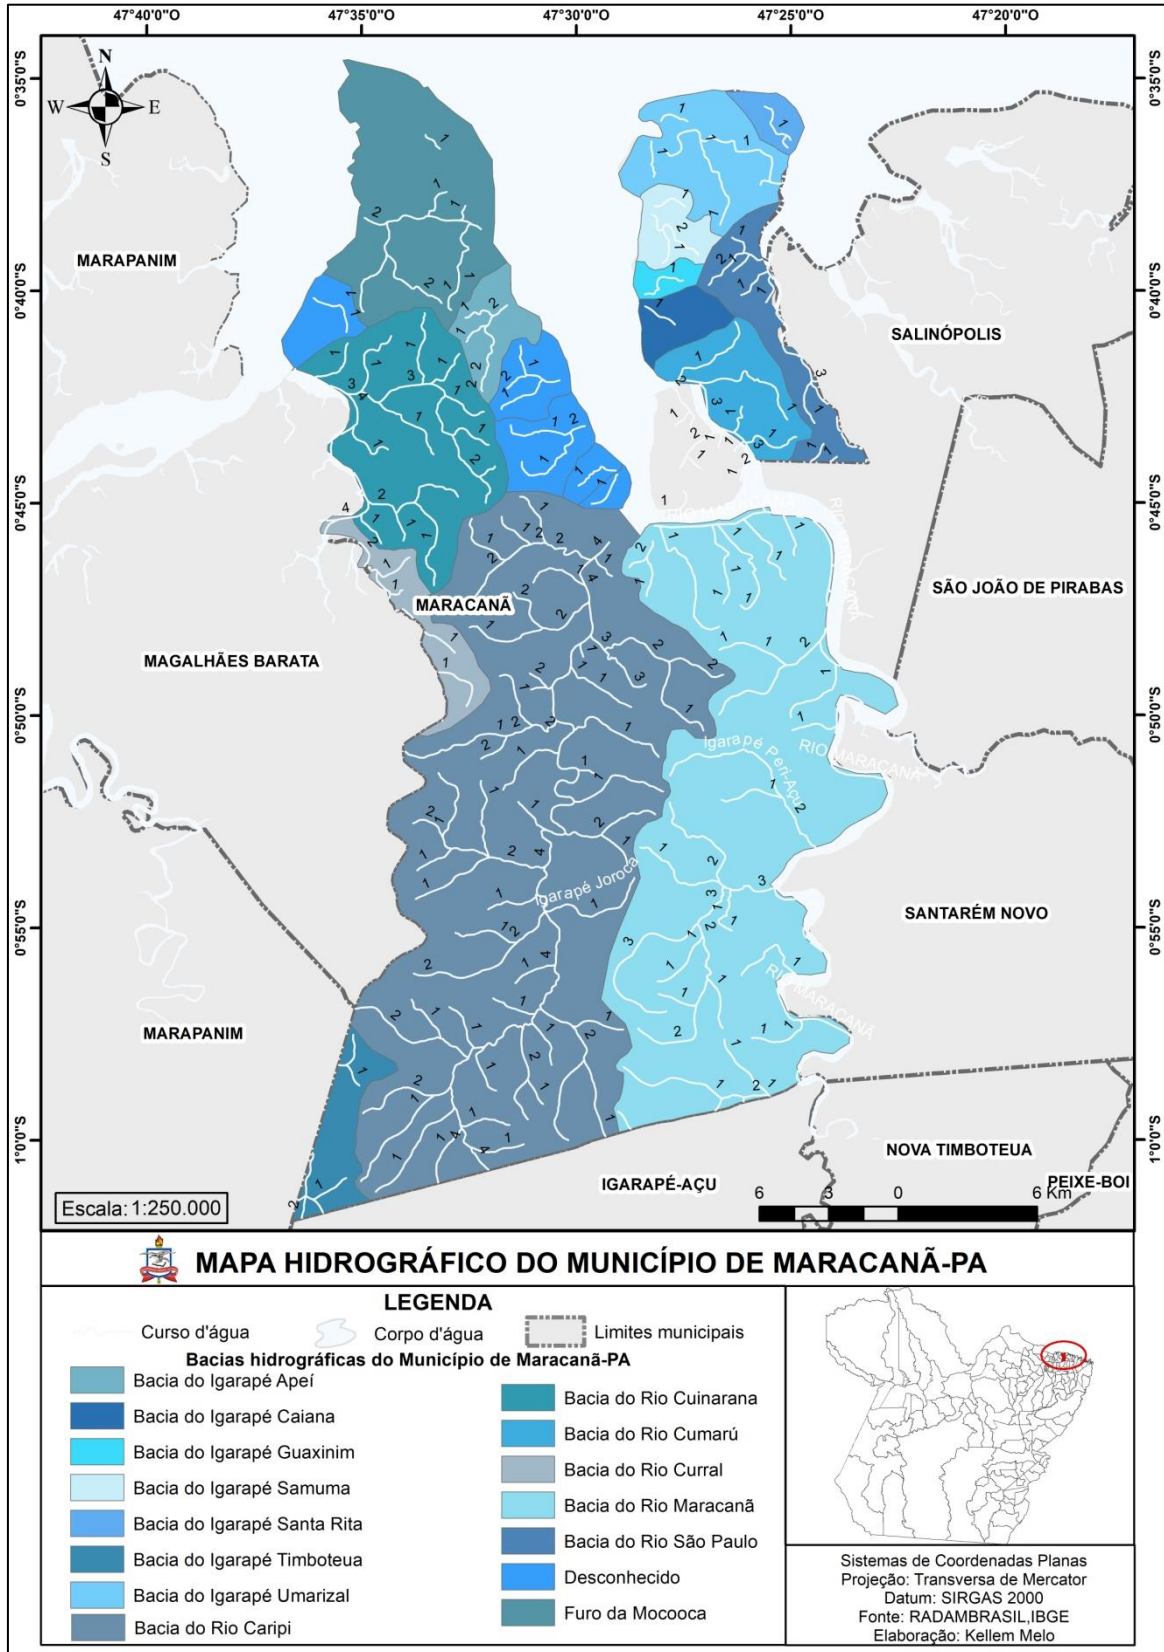 47°40'0"O
47°35'0"O
47°30'0"O
47°25'0"O
47°20'0"O
0°35'S
0°40'0"S
0°45'0"S
0°50'0"S
0°55'0"S
1°0'0"S
N
W
E
S
MARAPANIM
SALINÓPOLIS
RIO MARACANÃ
SÃO JOÃO DE PIRABAS
MARACANÃ
MAGALHÃES BARATA
Igarapé Peri-Açu
RIO MARACANÃ
Igarapé Joroca
SANTARÉM NOVO
RIO MARACANÃ
MARAPANIM
NOVA TIMBOTEUA
IGARAPÉ-AÇU
PEIXE-BOI
Escala: 1:250.000
6 3 0 6 Km
MAPA HIDROGRÁFICO DO MUNICÍPIO DE MARACANÃ-PA
LEGENDA
Curso d'água
Corpo d'água
Limites municipais
Bacias hidrográficas do Município de Maracanã-PA
Bacia do Igarapé Apeí
Bacia do Igarapé Caiana
Bacia do Igarapé Guaxinim
Bacia do Igarapé Samuma
Bacia do Igarapé Santa Rita
Bacia do Igarapé Timboteua
Bacia do Igarapé Umarizal
Bacia do Rio Caripi
Bacia do Rio Cuinarana
Bacia do Rio Cumarú
Bacia do Rio Curral
Bacia do Rio Maracanã
Bacia do Rio São Paulo
Desconhecido
Furo da Mocooca
Sistemas de Coordenadas Planas
Projeção: Transversa de Mercator
Datum: SIRGAS 2000
Fonte: RADAMBRASIL,IBGE
Elaboração: Kellem Melo